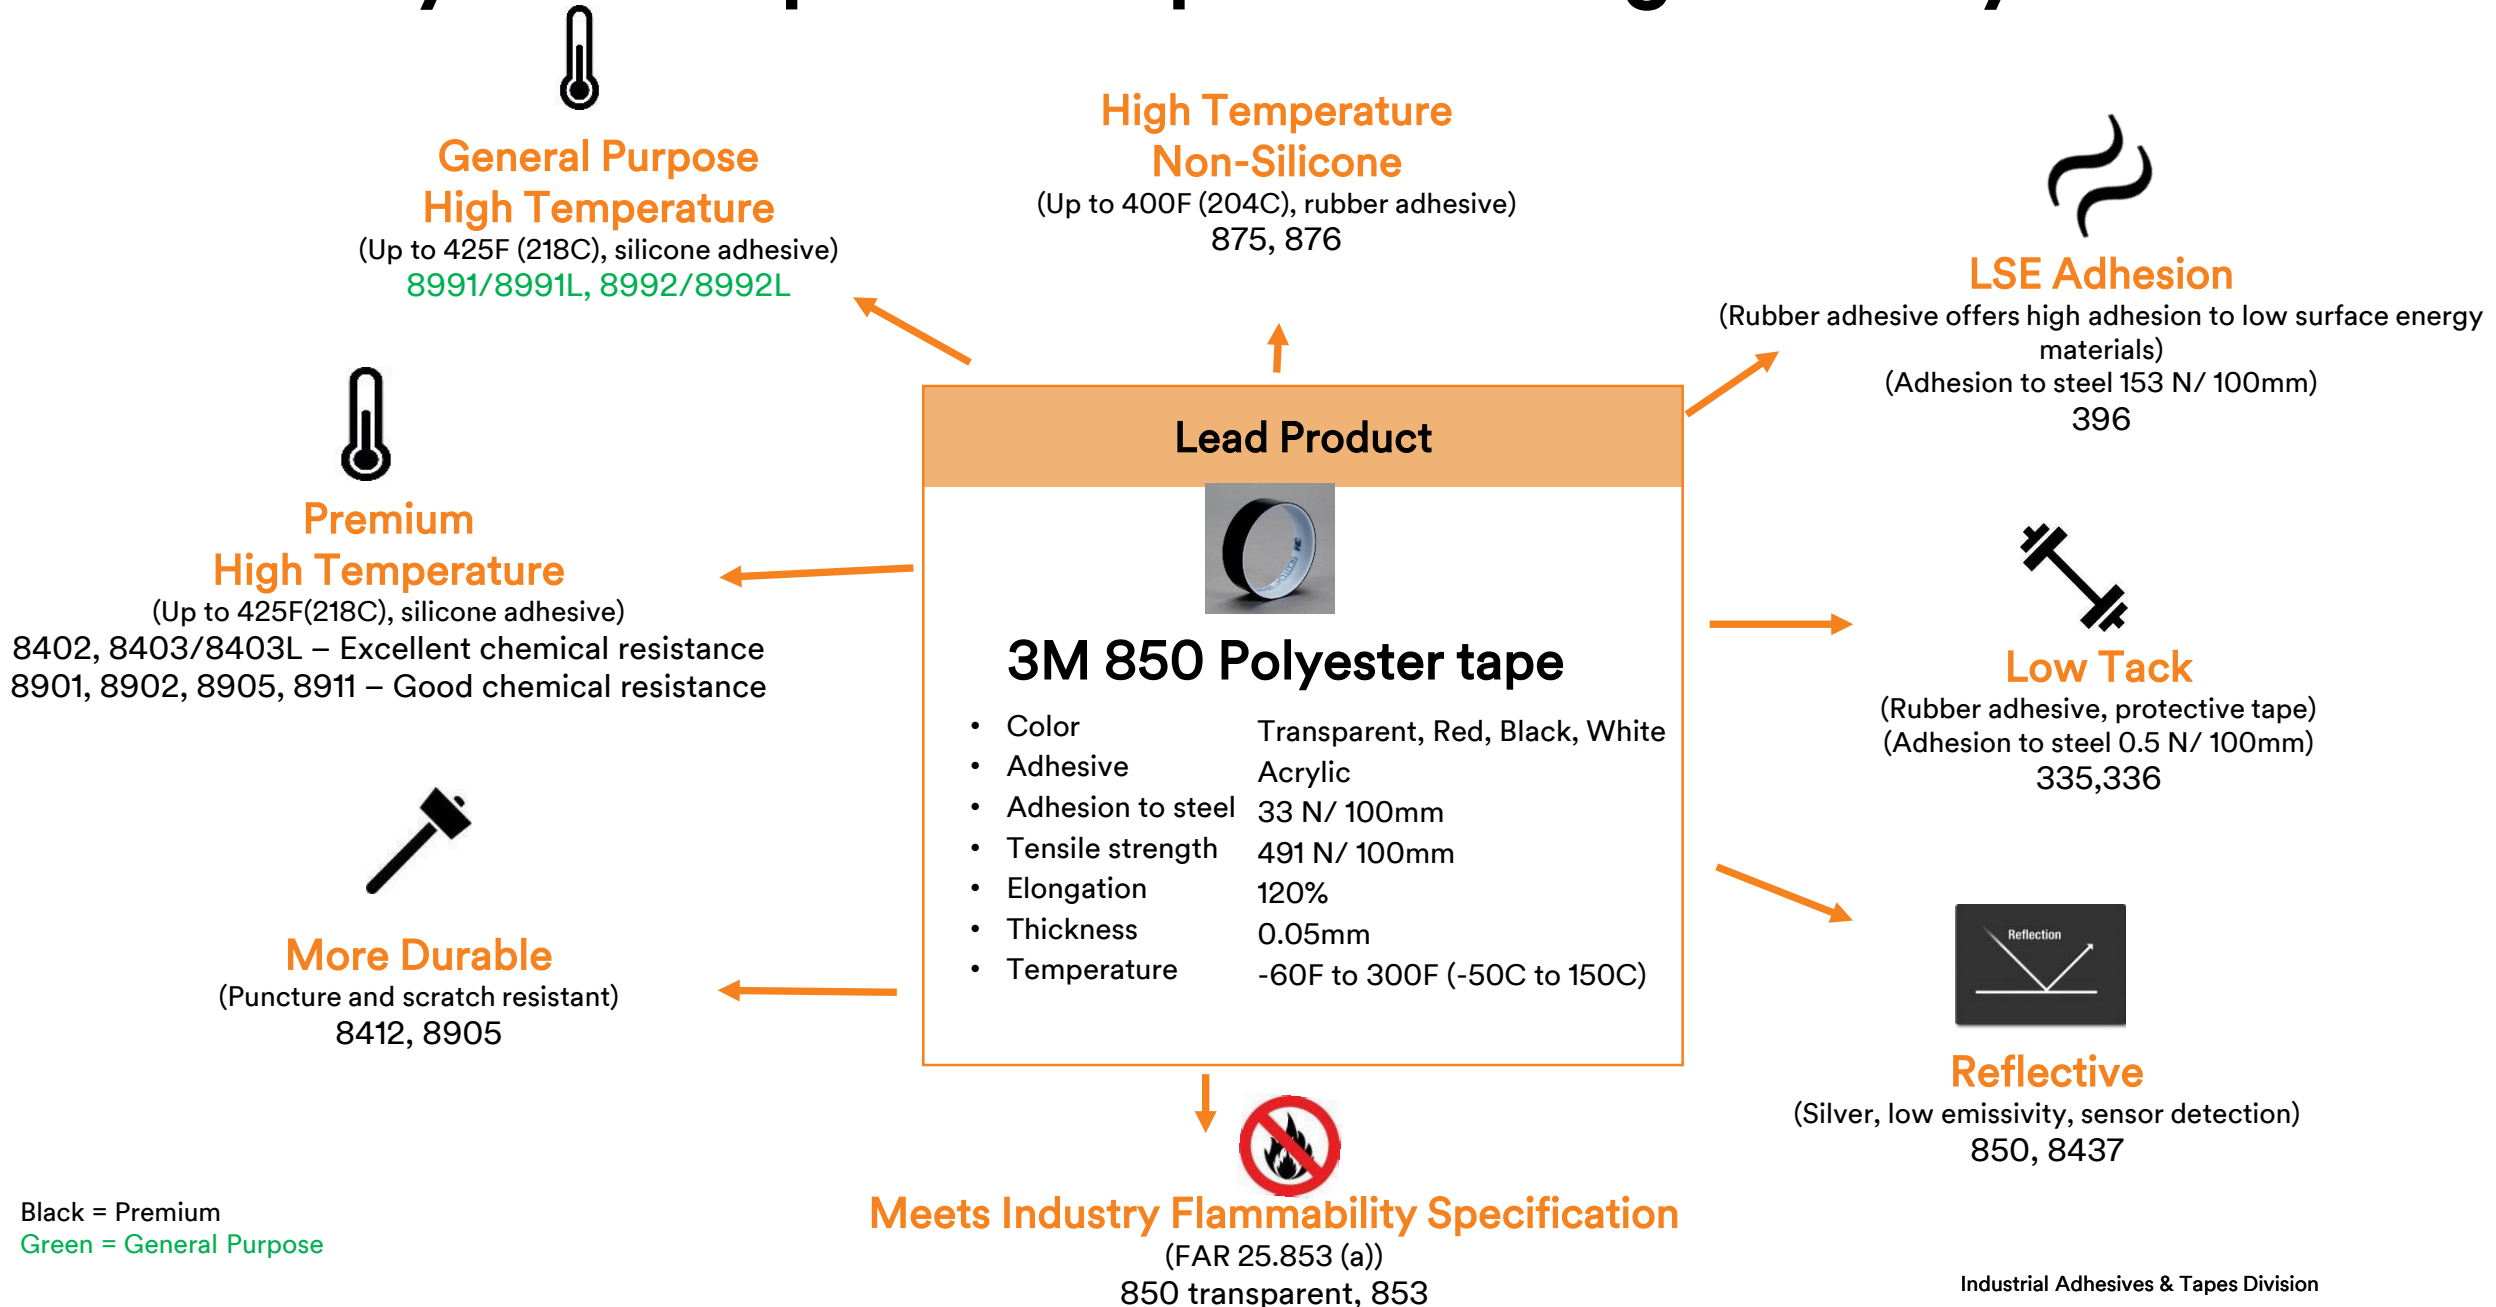 General Purpose
High Temperature
(Up to 425F (218C), silicone adhesive)
8991/8991L, 8992/8992L
High Temperature
Non-Silicone
(Up to 400F (204C), rubber adhesive)
875, 876
LSE Adhesion
(Rubber adhesive offers high adhesion to low surface energy
materials)
(Adhesion to steel 153 N/ 100mm)
396
Premium
High Temperature
(Up to 425F(218C), silicone adhesive)
8402, 8403/8403L – Excellent chemical resistance
8901, 8902, 8905, 8911 – Good chemical resistance
Lead Product
3M
3M 850 Polyester tape
• Color Transparent, Red, Black, White
• Adhesive Acrylic
• Adhesion to steel 33 N/ 100mm
• Tensile strength 491 N/ 100mm
• Elongation 120%
• Thickness 0.05mm
• Temperature -60F to 300F (-50C to 150C)
Low Tack
(Rubber adhesive, protective tape)
(Adhesion to steel 0.5 N/ 100mm)
335,336
More Durable
(Puncture and scratch resistant)
8412, 8905
Reflection
Reflective
(Silver, low emissivity, sensor detection)
850, 8437
Meets Industry Flammability Specification
(FAR 25.853 (a))
850 transparent, 853
Black = Premium
Green = General Purpose
Industrial Adhesives & Tapes Division